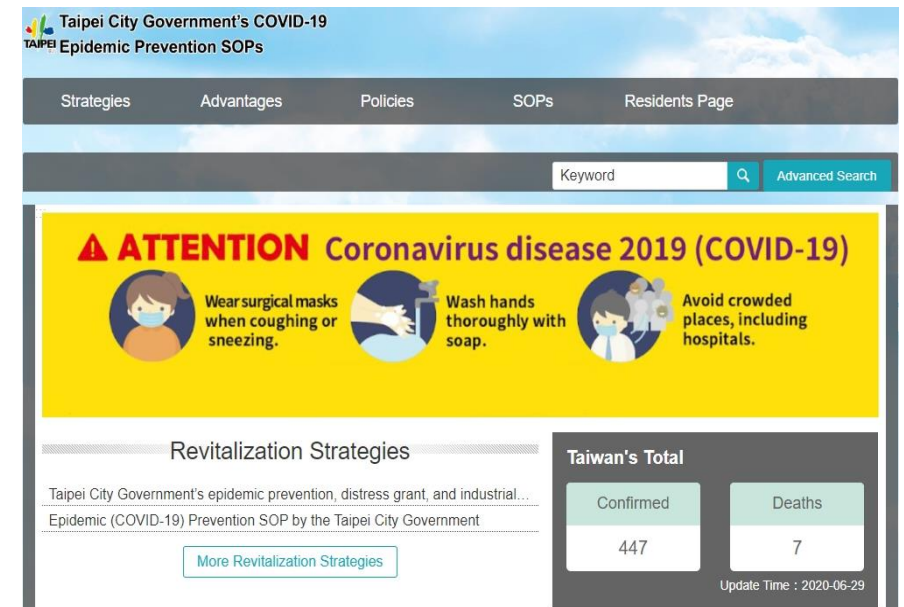 Taipei City Government's COVID-19
TAIPEI Epidemic Prevention SOPs
Strategies Advantages Policies SOPs Residents Page
Keyword Advanced Search
ATTENTION Coronavirus disease 2019 (COVID-19)
Wear surgical masks
when coughing or
sneezing.
Wash hands
thoroughly with
soap.
Avoid crowded
places, including
hospitals.
Revitalization Strategies
Taipei City Government's epidemic prevention, distress grant, and industrial...
Epidemic (COVID-19) Prevention SOP by the Taipei City Government
More Revitalization Strategies
Taiwan's Total
Confirmed Deaths
447 7
Update Time : 2020-06-29